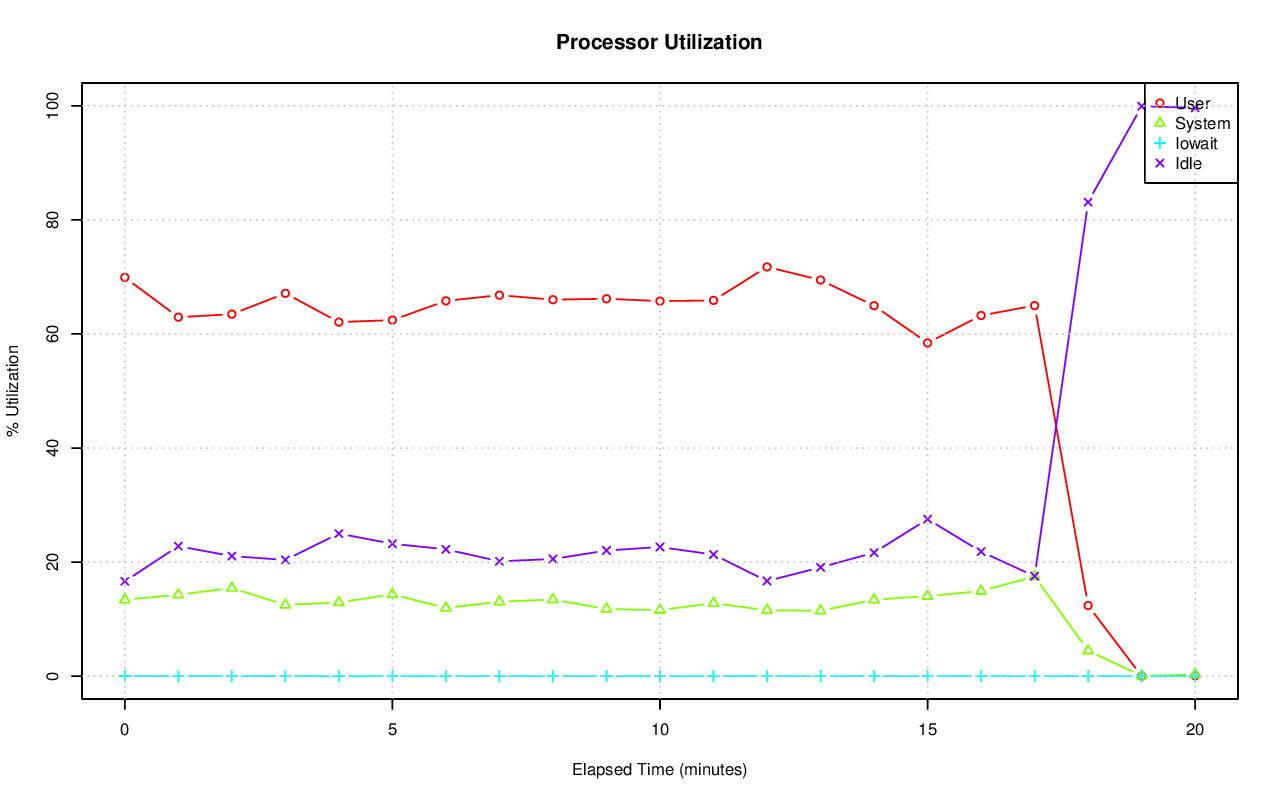 Processor Utilization
% Utilization
100
80
60
40
20
0
User
System
Iowait
Idle
0 5 10 15 20
Elapsed Time (minutes)